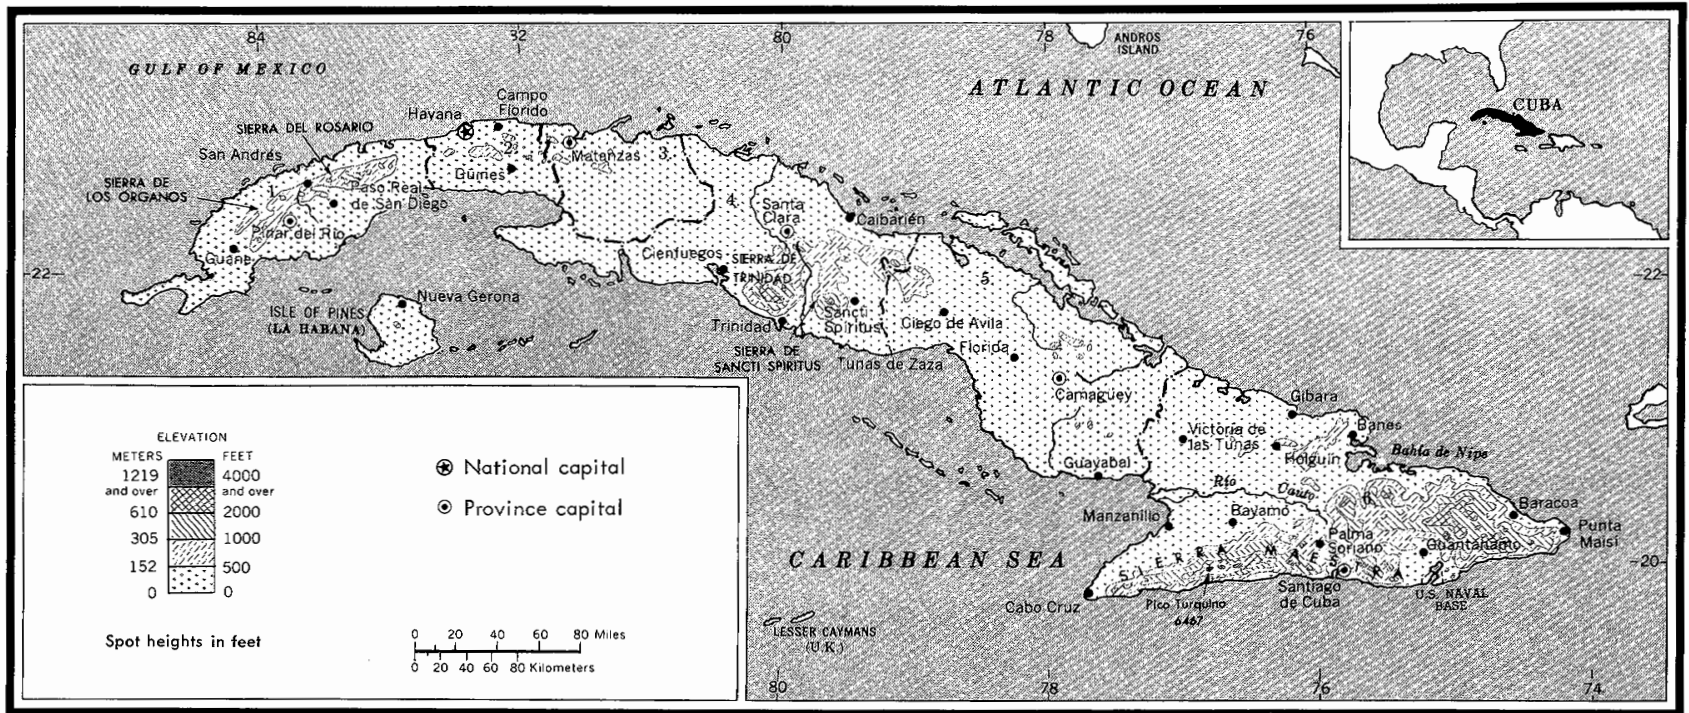 84
82
80
78
76
ANDROS
ISLAND
GULF OF MEXICO
ATLANTIC OCEAN
CUBA
Campo
Florido
Havana
SIERRA DEL ROSARIO
San Andrés
2
Matanzas
3
Güines
SIERRA DE
LOS ORGANOS
1
Paso Real
de San Diego
4
Santa
Clara
Caibarién
Pinar del Río
Guane
Cienfuegos
SIERRA DE
TRINIDAD
22
5
22
Nueva Gerona
ISLE OF PINES
(LA HABANA)
Trinidad
Sancti
Spíritus
Ciego de Avila
SIERRA DE
SANCTI SPIRITUS
Tunas de Zaza
Florida
Camagüey
Gibara
Victoria de
las Tunas
Banes
Holguín
Bahía de Nipe
Guayabal
Río
Cauto
6
Baracoa
Manzanillo
Bayamo
Punta
Maisí
Palma
Soriano
Guantánamo
CARIBBEAN SEA
SIERRA MAESTRA
20
Santiago
de Cuba
U.S. NAVAL
BASE
Cabo Cruz
Pico Turquino
6467
LESSER CAYMANS
(U.K.)
80
78
76
74
ELEVATION
METERS FEET
1219 4000
and over and over
610 2000
305 1000
152 500
0 0
Spot heights in feet
National capital
Province capital
0 20 40 60 80 Miles
0 20 40 60 80 Kilometers